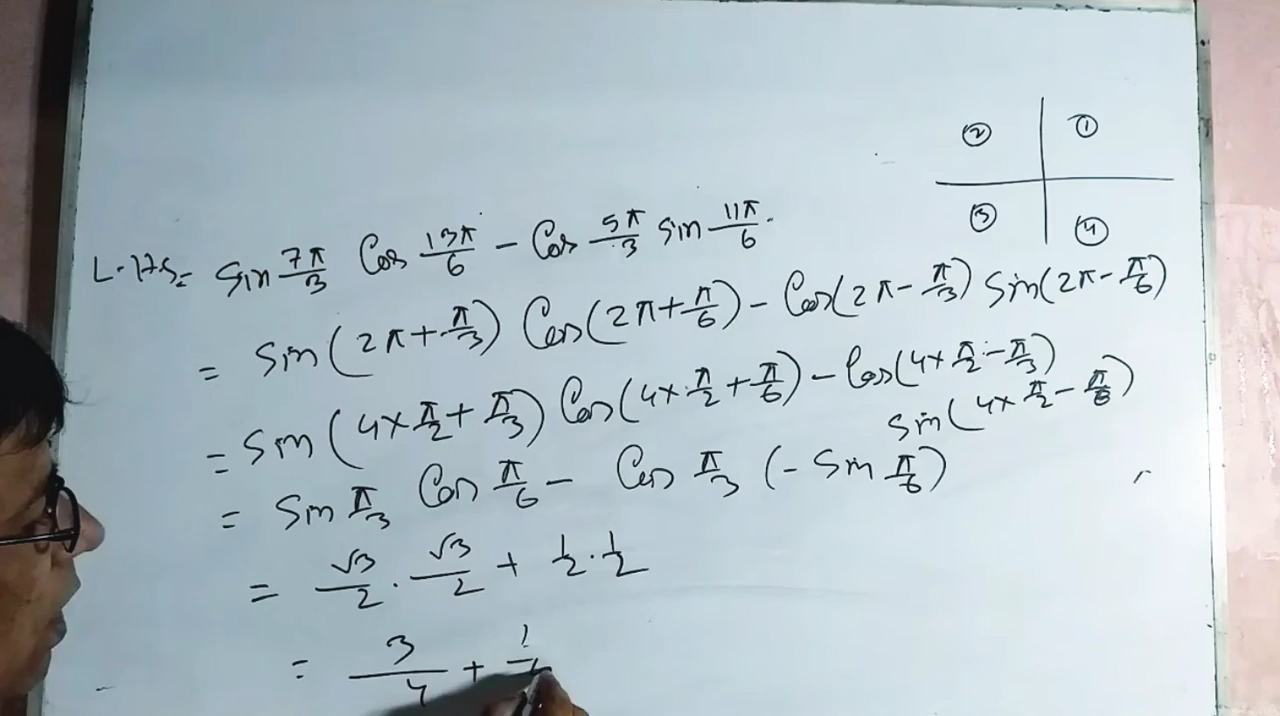 ② ①
③ ④
L.H.S = Sin 7π/3 Cos 13π/6 - Cos 5π/3 Sin 11π/6.
= Sin(2π+π/3) Cos(2π+π/6) - Cos(2π-π/3) Sin(2π-π/6)
= Sin(4×π/2+π/3) Cos(4×π/2+π/6) - Cos(4×π/2-π/3)
Sin(4×π/2-π/6)
= Sin π/3 Cos π/6 - Cos π/3 (-Sin π/6)
= √3/2 . √3/2 + 1/2 . 1/2
= 3/4 + 1/